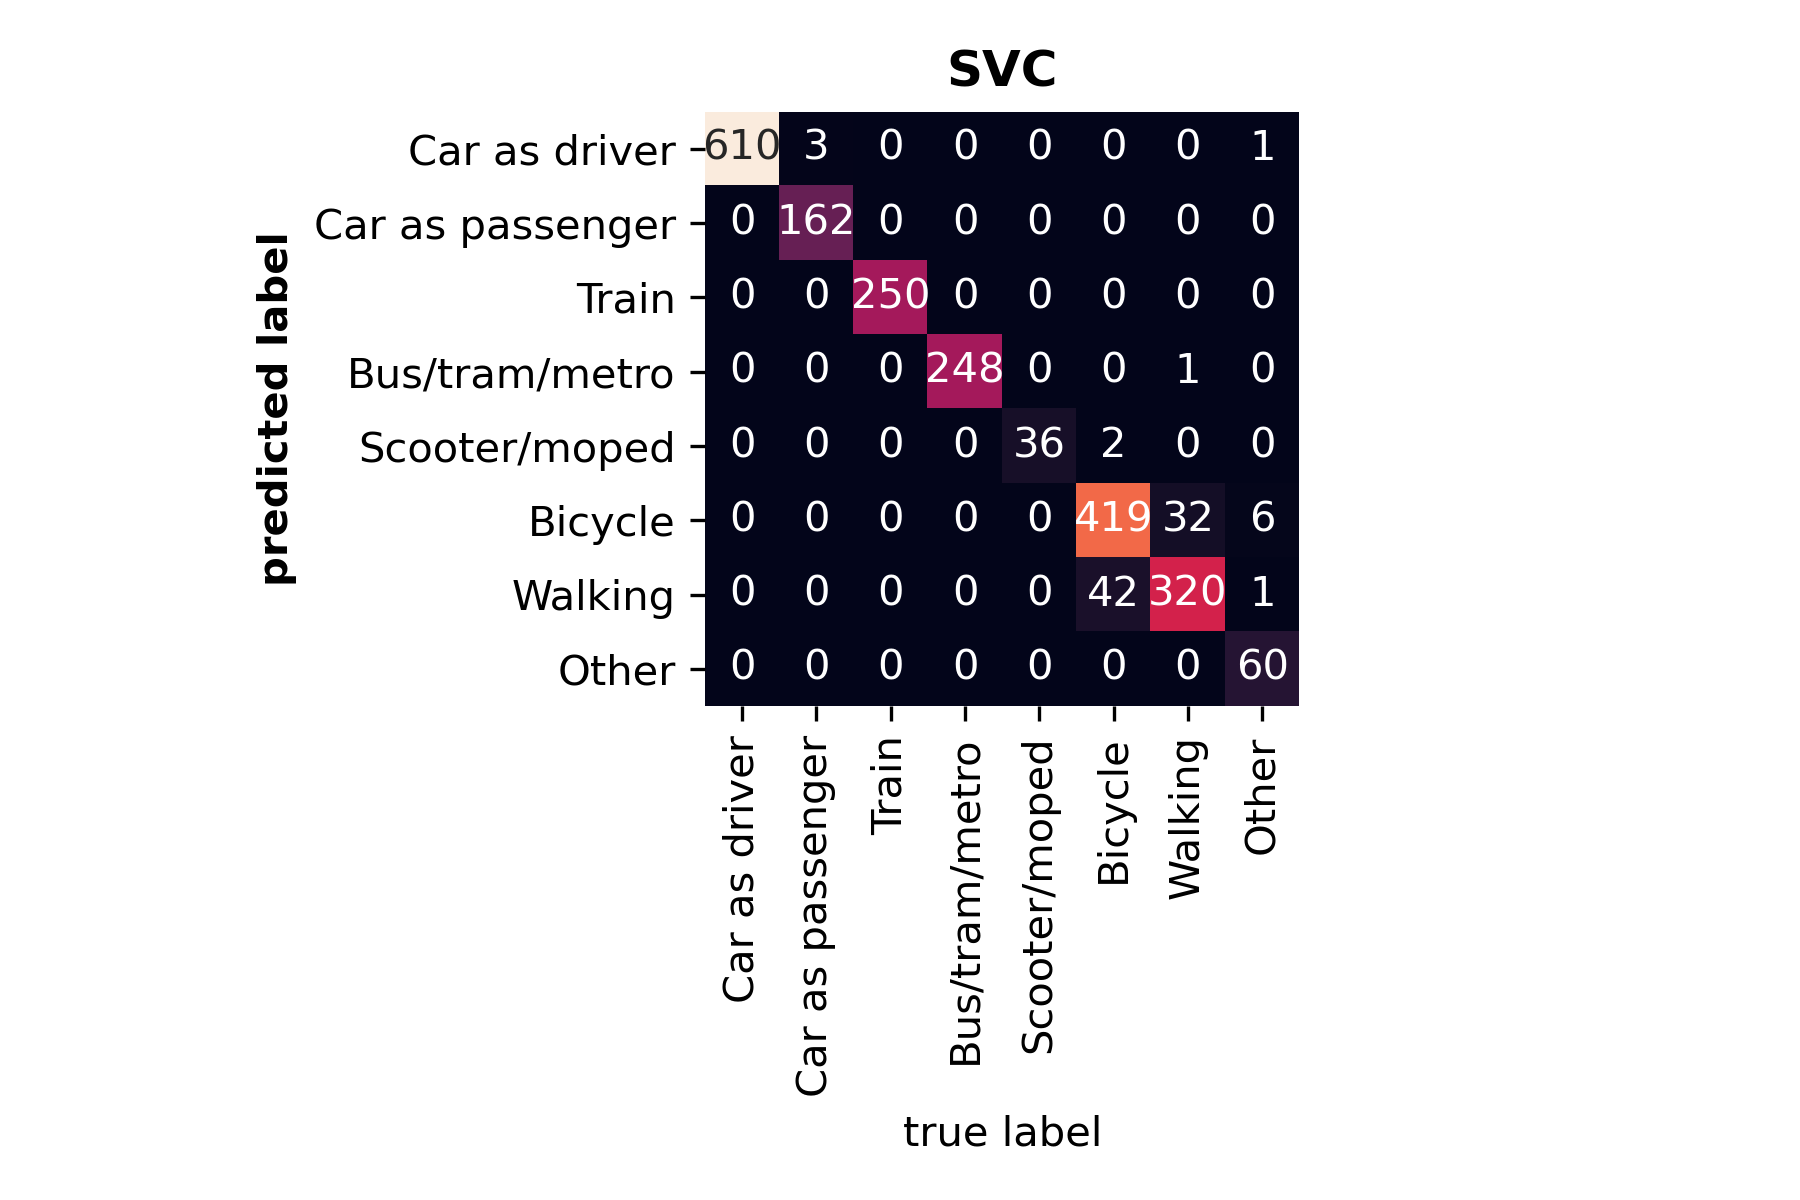 SVC
predicted label
Car as driver 610 3 0 0 0 0 0 1
Car as passenger 0 162 0 0 0 0 0 0
Train 0 0 250 0 0 0 0 0
Bus/tram/metro 0 0 0 248 0 0 1 0
Scooter/moped 0 0 0 0 36 2 0 0
Bicycle 0 0 0 0 0 419 32 6
Walking 0 0 0 0 0 42 320 1
Other 0 0 0 0 0 0 0 60
Car as driver
Car as passenger
Train
Bus/tram/metro
Scooter/moped
Bicycle
Walking
Other
true label